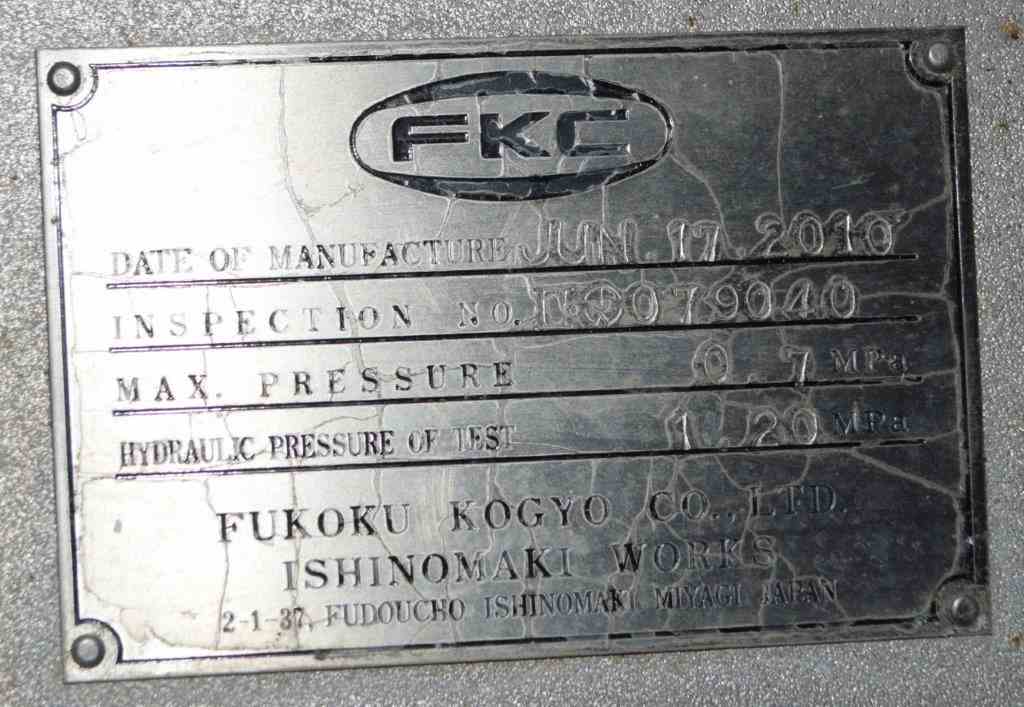 FKC
DATE OF MANUFACTURE JUN. 17. 2010
INSPECTION NO.
MAX. PRESSURE 0.7 MPa
HYDRAULIC PRESSURE OF TEST 1.20 MPa
FUKOKU KOGYO CO., LTD.
ISHINOMAKI WORKS
2-1-37, FUDOUCHO ISHINOMAKI, MIYAGI, JAPAN